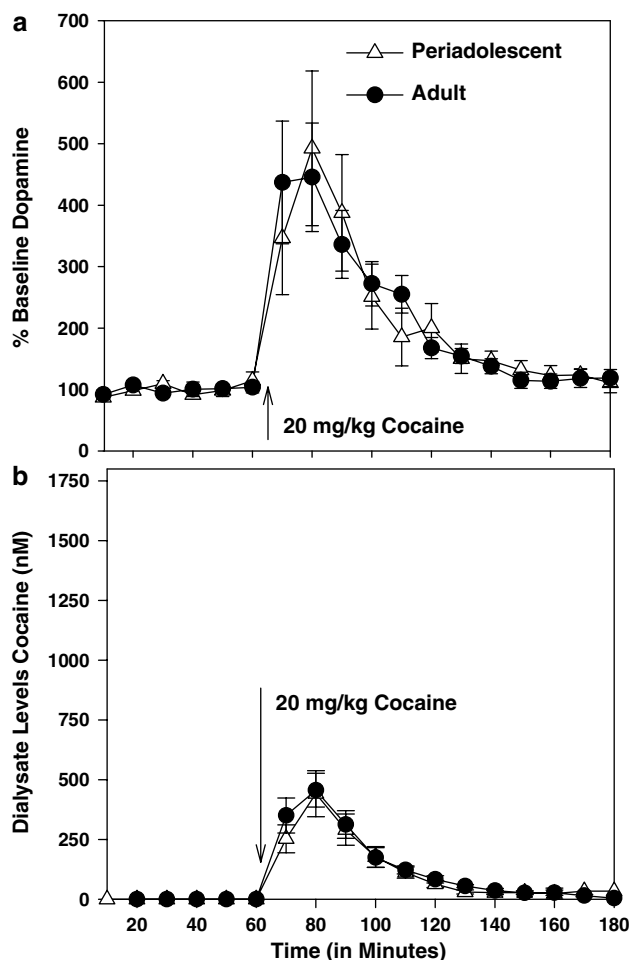 a
700
600
500
400
300
200
100
0
% Baseline Dopamine
Periadolescent
Adult
20 mg/kg Cocaine
b
1750
1500
1250
1000
750
500
250
0
Dialysate Levels Cocaine (nM)
20 mg/kg Cocaine
20 40 60 80 100 120 140 160 180
Time (in Minutes)